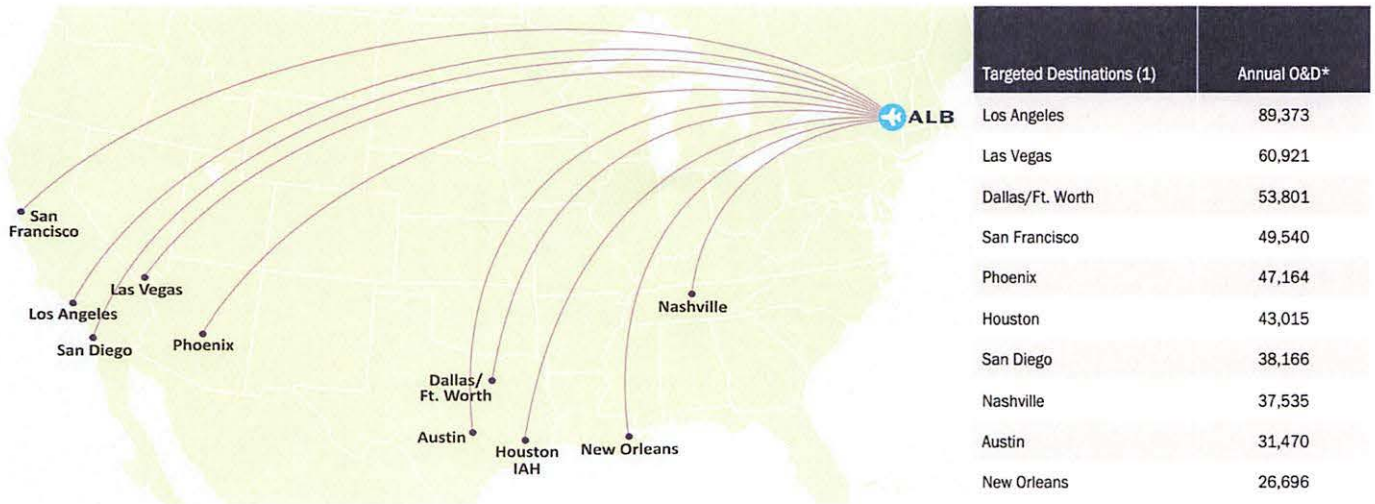 ALB
San
Francisco
Las Vegas
Los Angeles
San Diego
Phoenix
Nashville
Dallas/
Ft. Worth
Austin
Houston
IAH
New Orleans
Targeted Destinations (1) Annual O&D*
Los Angeles 89,373
Las Vegas 60,921
Dallas/Ft. Worth 53,801
San Francisco 49,540
Phoenix 47,164
Houston 43,015
San Diego 38,166
Nashville 37,535
Austin 31,470
New Orleans 26,696